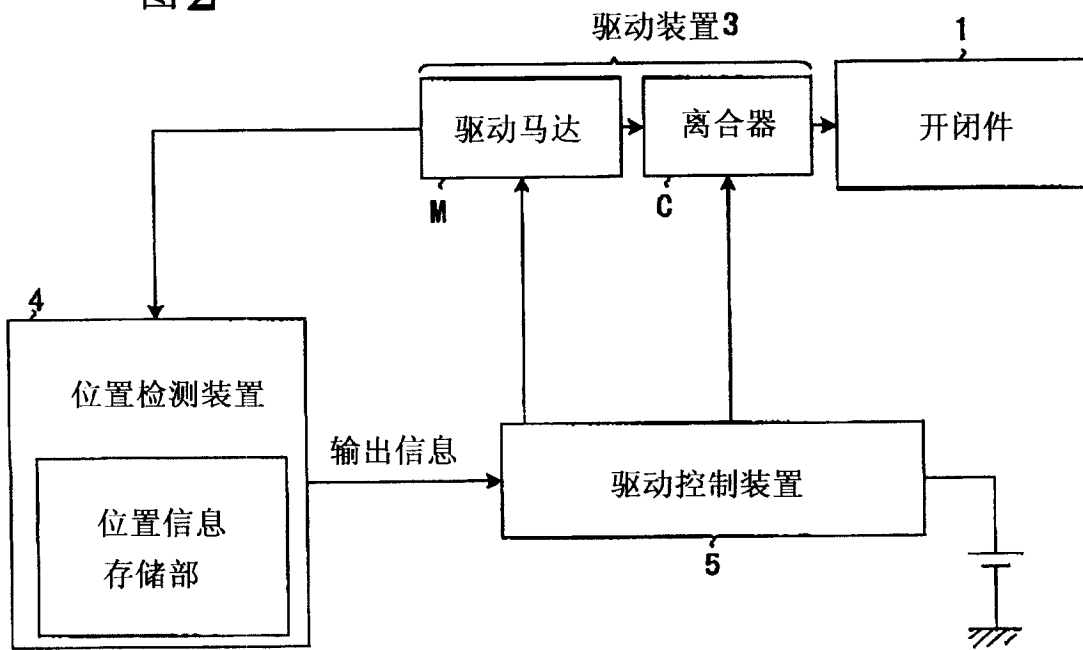 图2
驱动装置3
1
驱动马达
离合器
开闭件
M
C
4
位置检测装置
输出信息
驱动控制装置
位置信息
存储部
5